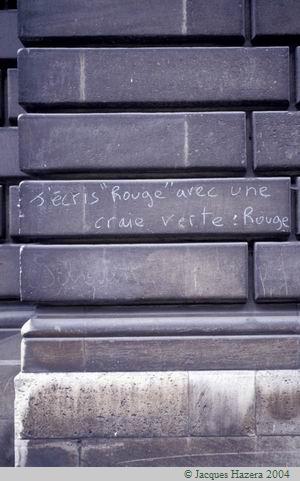 J'écris "Rouge" avec une
craie verte : Rouge
© Jacques Hazera 2004